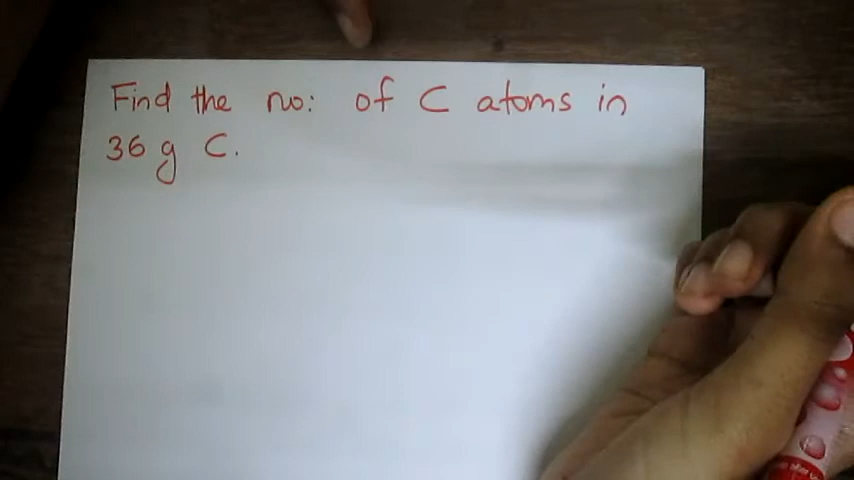 Find the no: of C atoms in
36 g C.